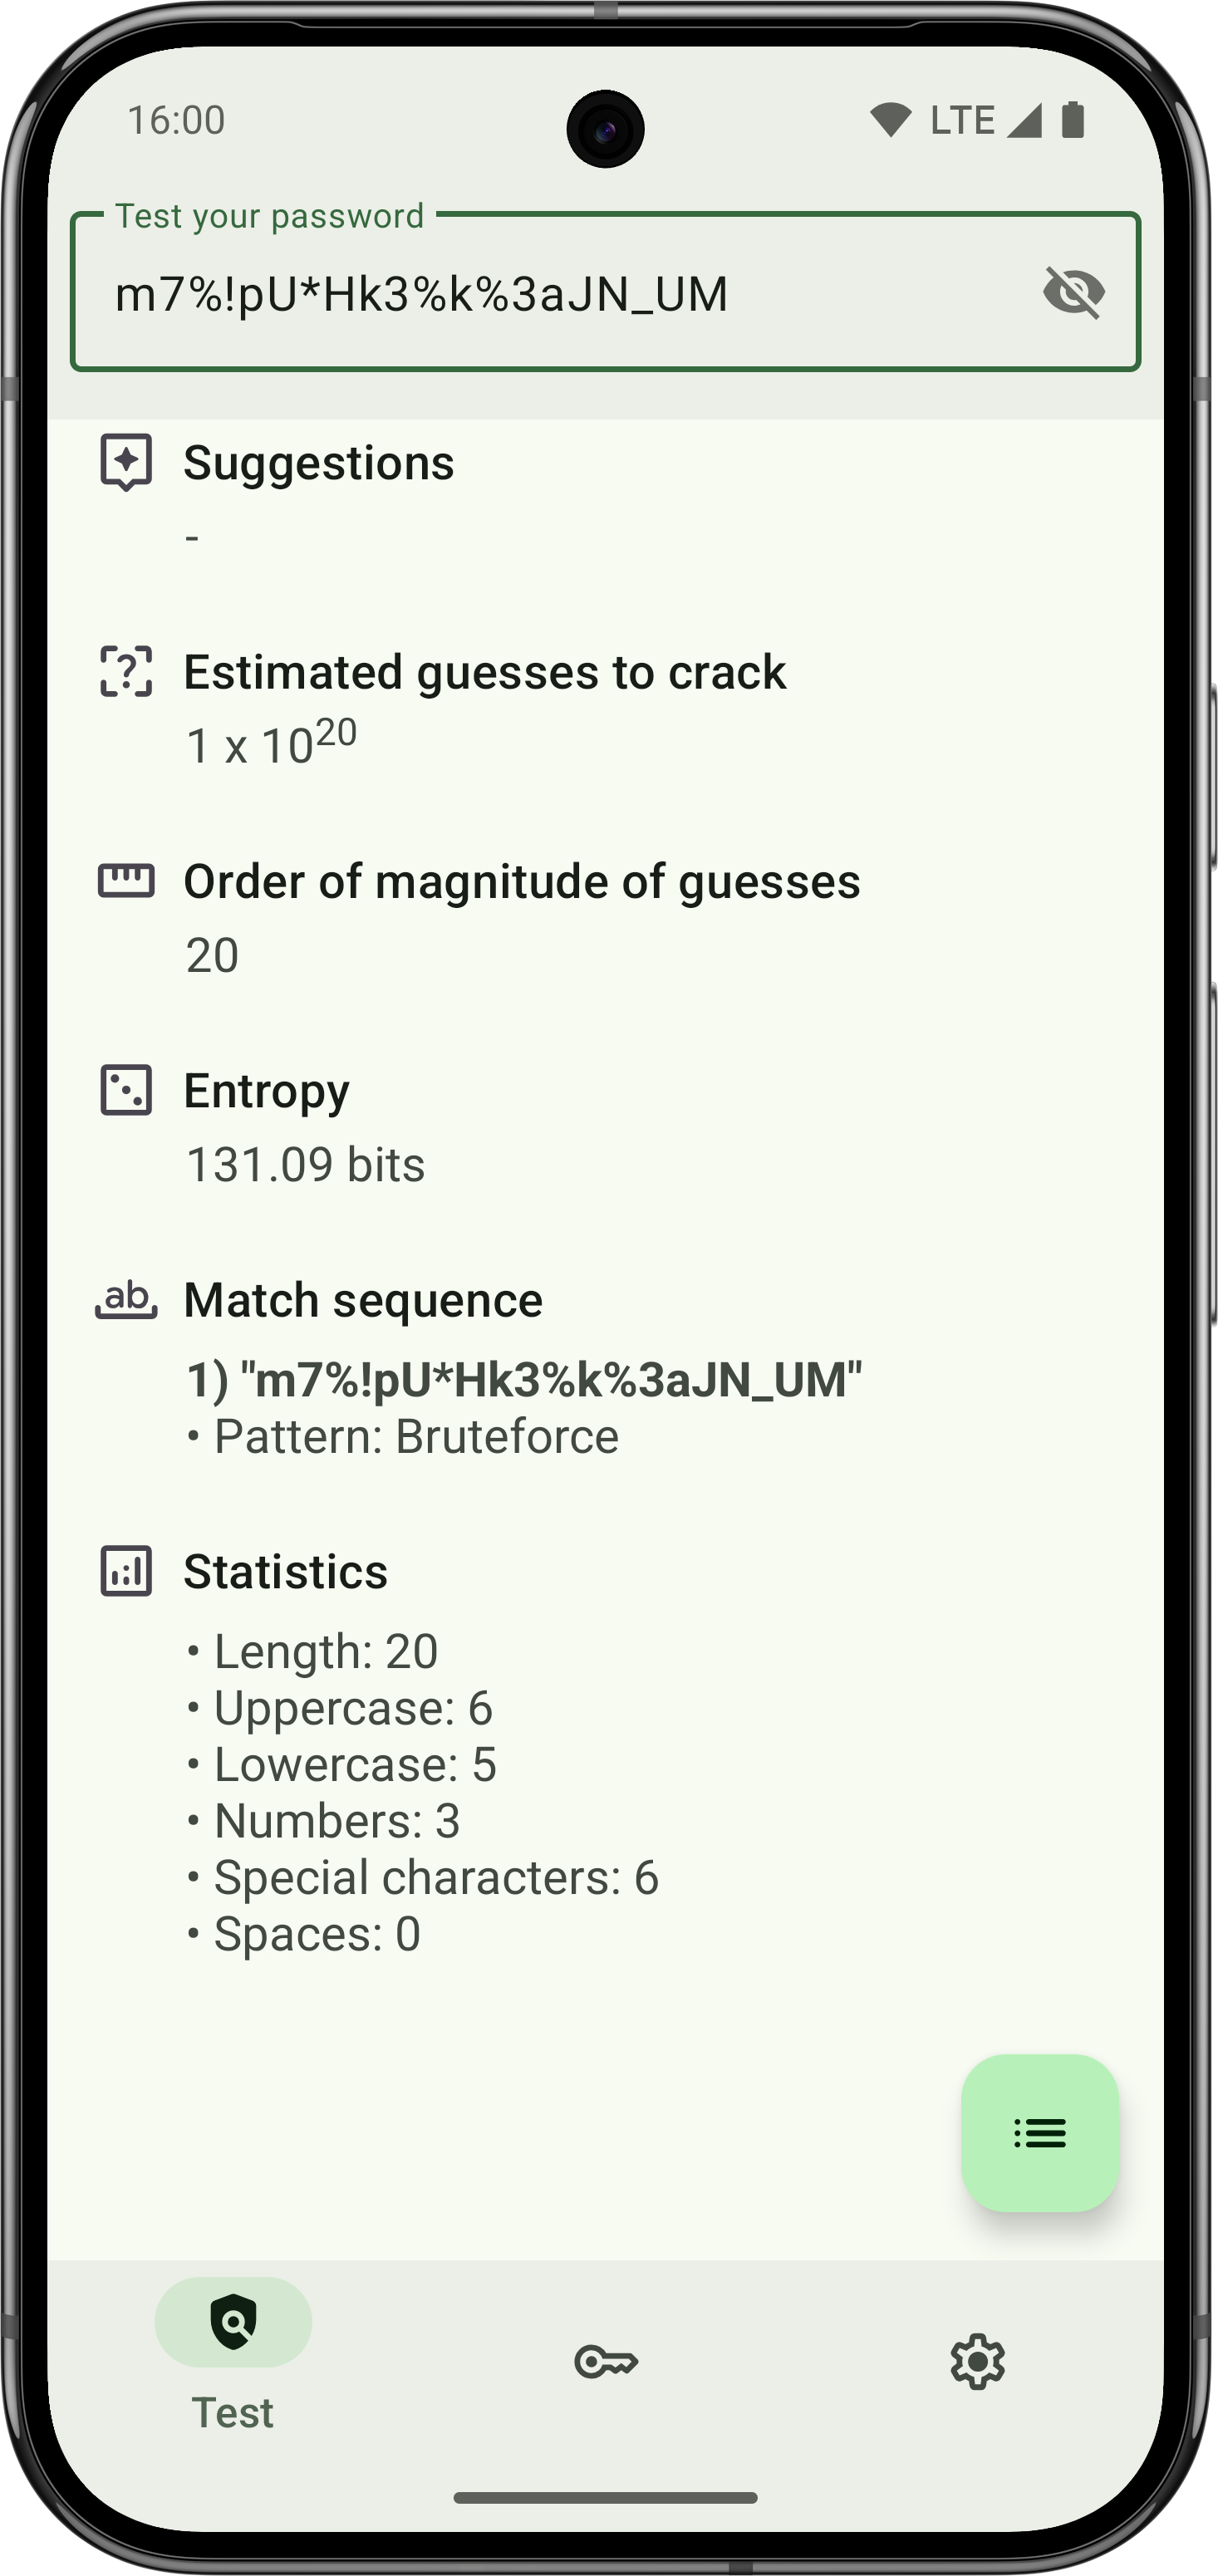 16:00 LTE
Test your password
m7%!pU*Hk3%k%3aJN_UM
Suggestions
-
Estimated guesses to crack
1 x 10²⁰
Order of magnitude of guesses
20
Entropy
131.09 bits
ab Match sequence
1) "m7%!pU*Hk3%k%3aJN_UM"
• Pattern: Bruteforce
Statistics
• Length: 20
• Uppercase: 6
• Lowercase: 5
• Numbers: 3
• Special characters: 6
• Spaces: 0
Test